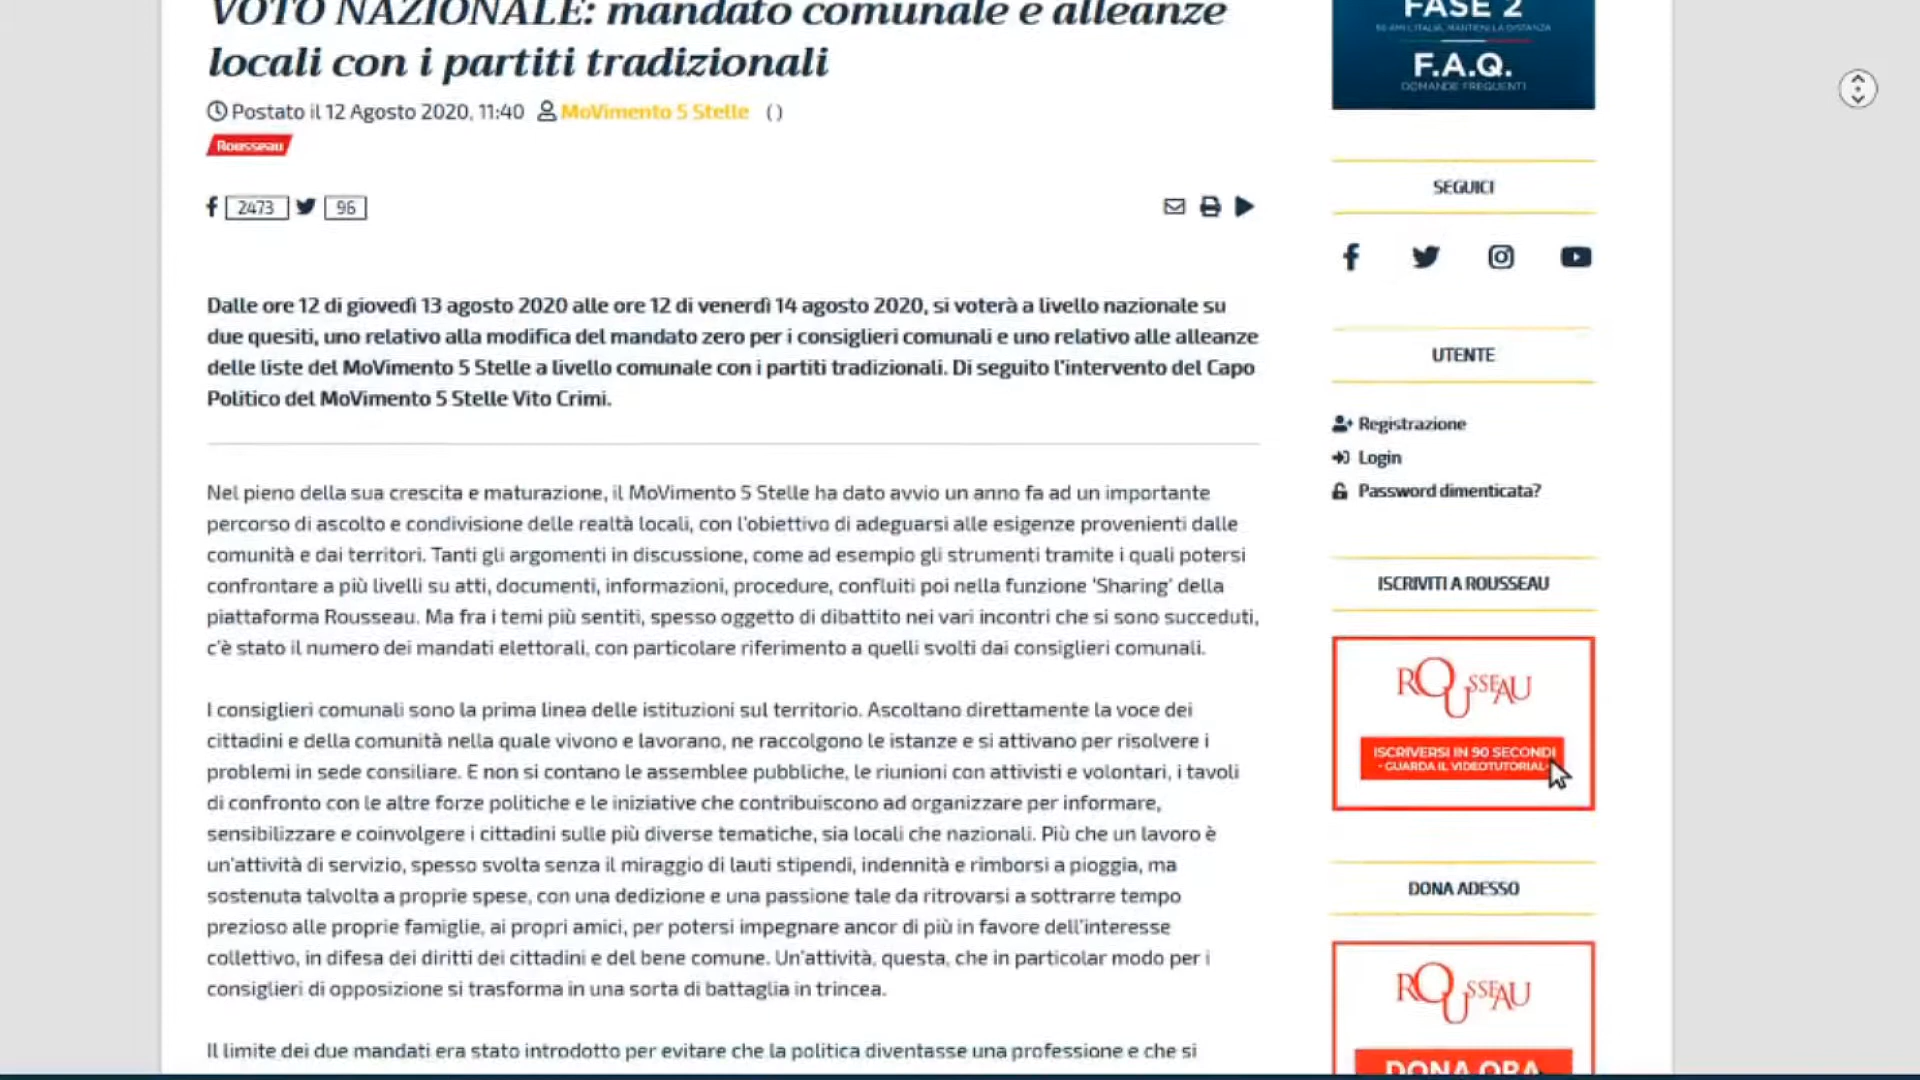 VOTO NAZIONALE: mandato comunale e alleanze
locali con i partiti tradizionali
Postato il 12 Agosto 2020, 11:40 MoVimento 5 Stelle ( )
Rousseau
2473 96
Dalle ore 12 di giovedì 13 agosto 2020 alle ore 12 di venerdì 14 agosto 2020, si voterà a livello nazionale su
due quesiti, uno relativo alla modifica del mandato zero per i consiglieri comunali e uno relativo alle alleanze
delle liste del MoVimento 5 Stelle a livello comunale con i partiti tradizionali. Di seguito l'intervento del Capo
Politico del MoVimento 5 Stelle Vito Crimi.
Nel pieno della sua crescita e maturazione, il MoVimento 5 Stelle ha dato avvio un anno fa ad un importante
percorso di ascolto e condivisione delle realtà locali, con l'obiettivo di adeguarsi alle esigenze provenienti dalle
comunità e dai territori. Tanti gli argomenti in discussione, come ad esempio gli strumenti tramite i quali potersi
confrontare a più livelli su atti, documenti, informazioni, procedure, confluiti poi nella funzione 'Sharing' della
piattaforma Rousseau. Ma fra i temi più sentiti, spesso oggetto di dibattito nei vari incontri che si sono succeduti,
c'è stato il numero dei mandati elettorali, con particolare riferimento a quelli svolti dai consiglieri comunali.
I consiglieri comunali sono la prima linea delle istituzioni sul territorio. Ascoltano direttamente la voce dei
cittadini e della comunità nella quale vivono e lavorano, ne raccolgono le istanze e si attivano per risolvere i
problemi in sede consiliare. E non si contano le assemblee pubbliche, le riunioni con attivisti e volontari, i tavoli
di confronto con le altre forze politiche e le iniziative che contribuiscono ad organizzare per informare,
sensibilizzare e coinvolgere i cittadini sulle più diverse tematiche, sia locali che nazionali. Più che un lavoro è
un'attività di servizio, spesso svolta senza il miraggio di lauti stipendi, indennità e rimborsi a pioggia, ma
sostenuta talvolta a proprie spese, con una dedizione e una passione tale da ritrovarsi a sottrarre tempo
prezioso alle proprie famiglie, ai propri amici, per potersi impegnare ancor di più in favore dell'interesse
collettivo, in difesa dei diritti dei cittadini e del bene comune. Un'attività, questa, che in particolar modo per i
consiglieri di opposizione si trasforma in una sorta di battaglia in trincea.
Il limite dei due mandati era stato introdotto per evitare che la politica diventasse una professione e che si
FASE 2
SE AMI L'ITALIA, MANTIENI LA DISTANZA
F.A.Q.
DOMANDE FREQUENTI
SEGUICI
UTENTE
Registrazione
Login
Password dimenticata?
ISCRIVITI A ROUSSEAU
ROUSSEAU
ISCRIVERSI IN 90 SECONDI
- GUARDA IL VIDEOTUTORIAL-
DONA ADESSO
ROUSSEAU
DONA ORA